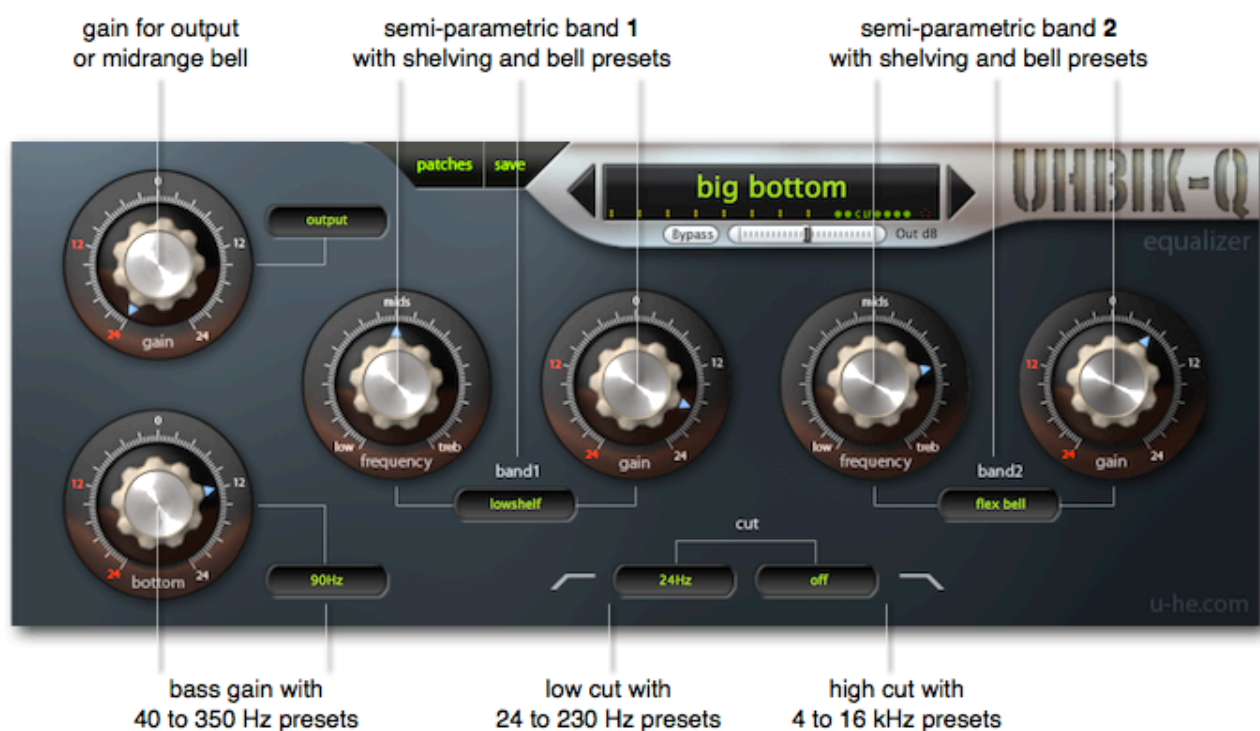 gain for output
or midrange bell
semi-parametric band 1
with shelving and bell presets
semi-parametric band 2
with shelving and bell presets
patches
save
big bottom
C LF
Bypass
Out dB
UHBIK-Q
equalizer
0
12
12
24
24
gain
output
mids
low
treb
frequency
0
12
12
24
24
gain
band1
lowshelf
mids
low
treb
frequency
0
12
12
24
24
gain
band2
flex bell
0
12
12
24
24
bottom
90Hz
cut
24Hz
off
u-he.com
bass gain with
40 to 350 Hz presets
low cut with
24 to 230 Hz presets
high cut with
4 to 16 kHz presets